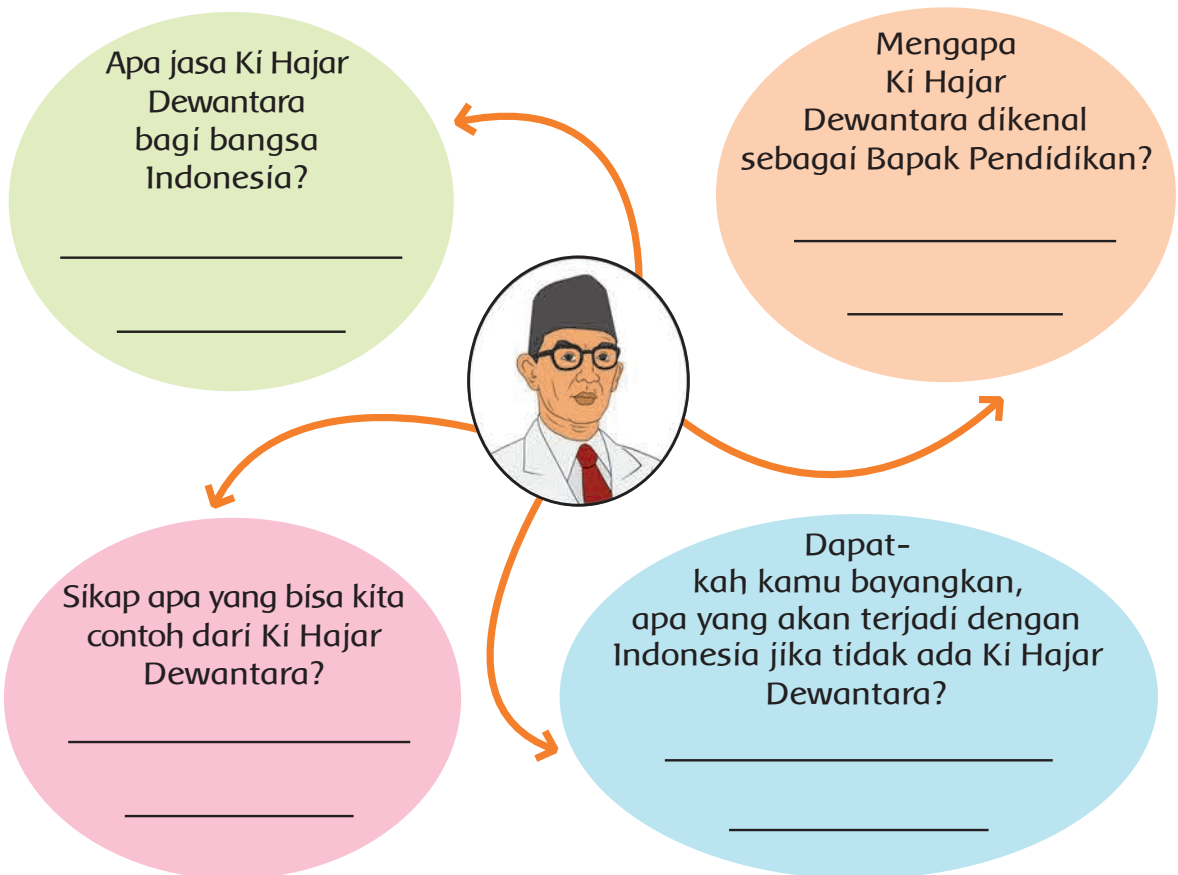 Apa jasa Ki Hajar
Dewantara
bagi bangsa
Indonesia?
Mengapa
Ki Hajar
Dewantara dikenal
sebagai Bapak Pendidikan?
Sikap apa yang bisa kita
contoh dari Ki Hajar
Dewantara?
Dapat-
kah kamu bayangkan,
apa yang akan terjadi dengan
Indonesia jika tidak ada Ki Hajar
Dewantara?